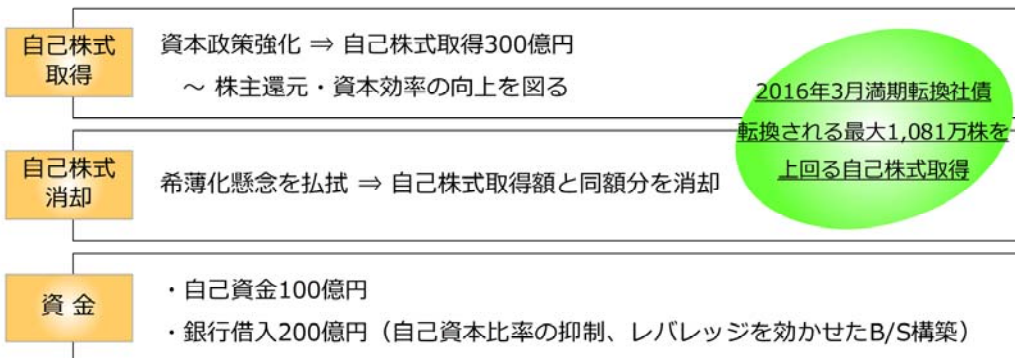 自己株式
取得
資本政策強化 ⇒ 自己株式取得300億円
～ 株主還元・資本効率の向上を図る
2016年3月満期転換社債
転換される最大1,081万株を
上回る自己株式取得
自己株式
消却
希薄化懸念を払拭 ⇒ 自己株式取得額と同額分を消却
資 金
・自己資金100億円
・銀行借入200億円（自己資本比率の抑制、レバレッジを効かせたB/S構築）